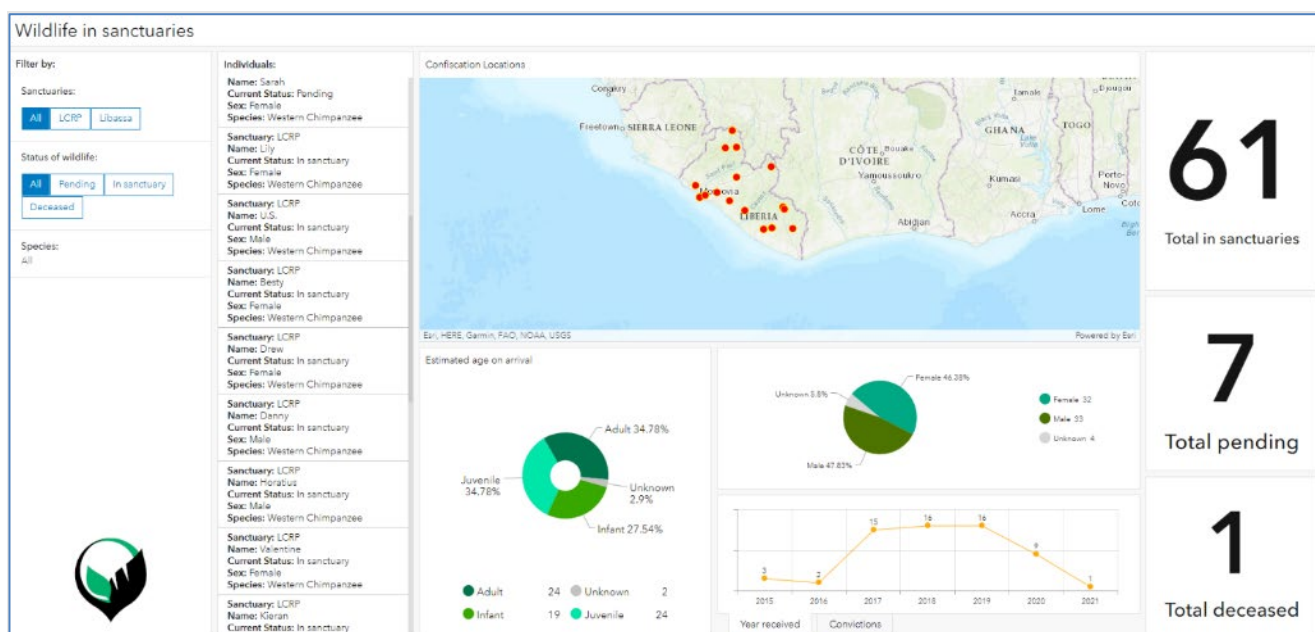 Wildlife in sanctuaries
Filter by:
Sanctuaries:
All
LCRP
Libassa
Status of wildlife:
All
Pending
In sanctuary
Deceased
Species:
All
Individuals:
Name: Sarah
Current Status: Pending
Sex: Female
Species: Western Chimpanzee
Sanctuary: LCRP
Name: Lily
Current Status: In sanctuary
Sex: Female
Species: Western Chimpanzee
Sanctuary: LCRP
Name: U.S.
Current Status: In sanctuary
Sex: Male
Species: Western Chimpanzee
Sanctuary: LCRP
Name: Besty
Current Status: In sanctuary
Sex: Female
Species: Western Chimpanzee
Sanctuary: LCRP
Name: Drew
Current Status: In sanctuary
Sex: Female
Species: Western Chimpanzee
Sanctuary: LCRP
Name: Danny
Current Status: In sanctuary
Sex: Male
Species: Western Chimpanzee
Sanctuary: LCRP
Name: Horatius
Current Status: In sanctuary
Sex: Male
Species: Western Chimpanzee
Sanctuary: LCRP
Name: Valentine
Current Status: In sanctuary
Sex: Female
Species: Western Chimpanzee
Sanctuary: LCRP
Name: Kieran
Current Status: In sanctuary
Confiscation Locations
Conakry
Freetown
SIERRA LEONE
Monrovia
LIBERIA
CÔTE
D'IVOIRE
Bouake
Yamoussoukro
Abidjan
Tamale
Djougou
GHANA
TOGO
Kumasi
Accra
Lome
Porto-
Novo
Esri, HERE, Garmin, FAO, NOAA, USGS
Powered by Esri
Estimated age on arrival
Adult 34.78%
Juvenile
34.78%
Unknown
2.9%
Infant 27.54%
Adult 24
Unknown 2
Infant 19
Juvenile 24
Female 46.38%
Unknown 5.8%
Male 47.83%
Female 32
Male 33
Unknown 4
3
2
15
16
16
9
1
2015
2016
2017
2018
2019
2020
2021
Year received
Convictions
61
Total in sanctuaries
7
Total pending
1
Total deceased